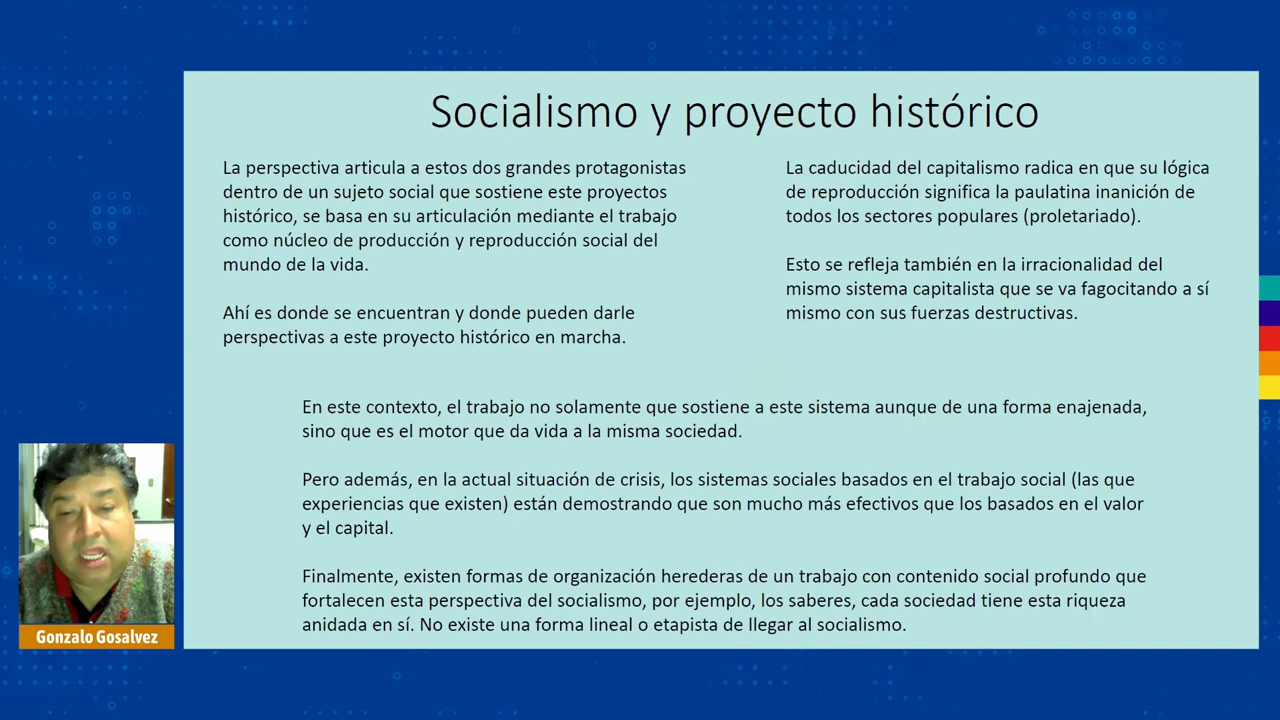 Socialismo y proyecto histórico
La perspectiva articula a estos dos grandes protagonistas
dentro de un sujeto social que sostiene este proyectos
histórico, se basa en su articulación mediante el trabajo
como núcleo de producción y reproducción social del
mundo de la vida.
Ahí es donde se encuentran y donde pueden darle
perspectivas a este proyecto histórico en marcha.
La caducidad del capitalismo radica en que su lógica
de reproducción significa la paulatina inanición de
todos los sectores populares (proletariado).
Esto se refleja también en la irracionalidad del
mismo sistema capitalista que se va fagocitando a sí
mismo con sus fuerzas destructivas.
En este contexto, el trabajo no solamente que sostiene a este sistema aunque de una forma enajenada,
sino que es el motor que da vida a la misma sociedad.
Pero además, en la actual situación de crisis, los sistemas sociales basados en el trabajo social (las que
experiencias que existen) están demostrando que son mucho más efectivos que los basados en el valor
y el capital.
Finalmente, existen formas de organización herederas de un trabajo con contenido social profundo que
fortalecen esta perspectiva del socialismo, por ejemplo, los saberes, cada sociedad tiene esta riqueza
anidada en sí. No existe una forma lineal o etapista de llegar al socialismo.
Gonzalo Gosalvez